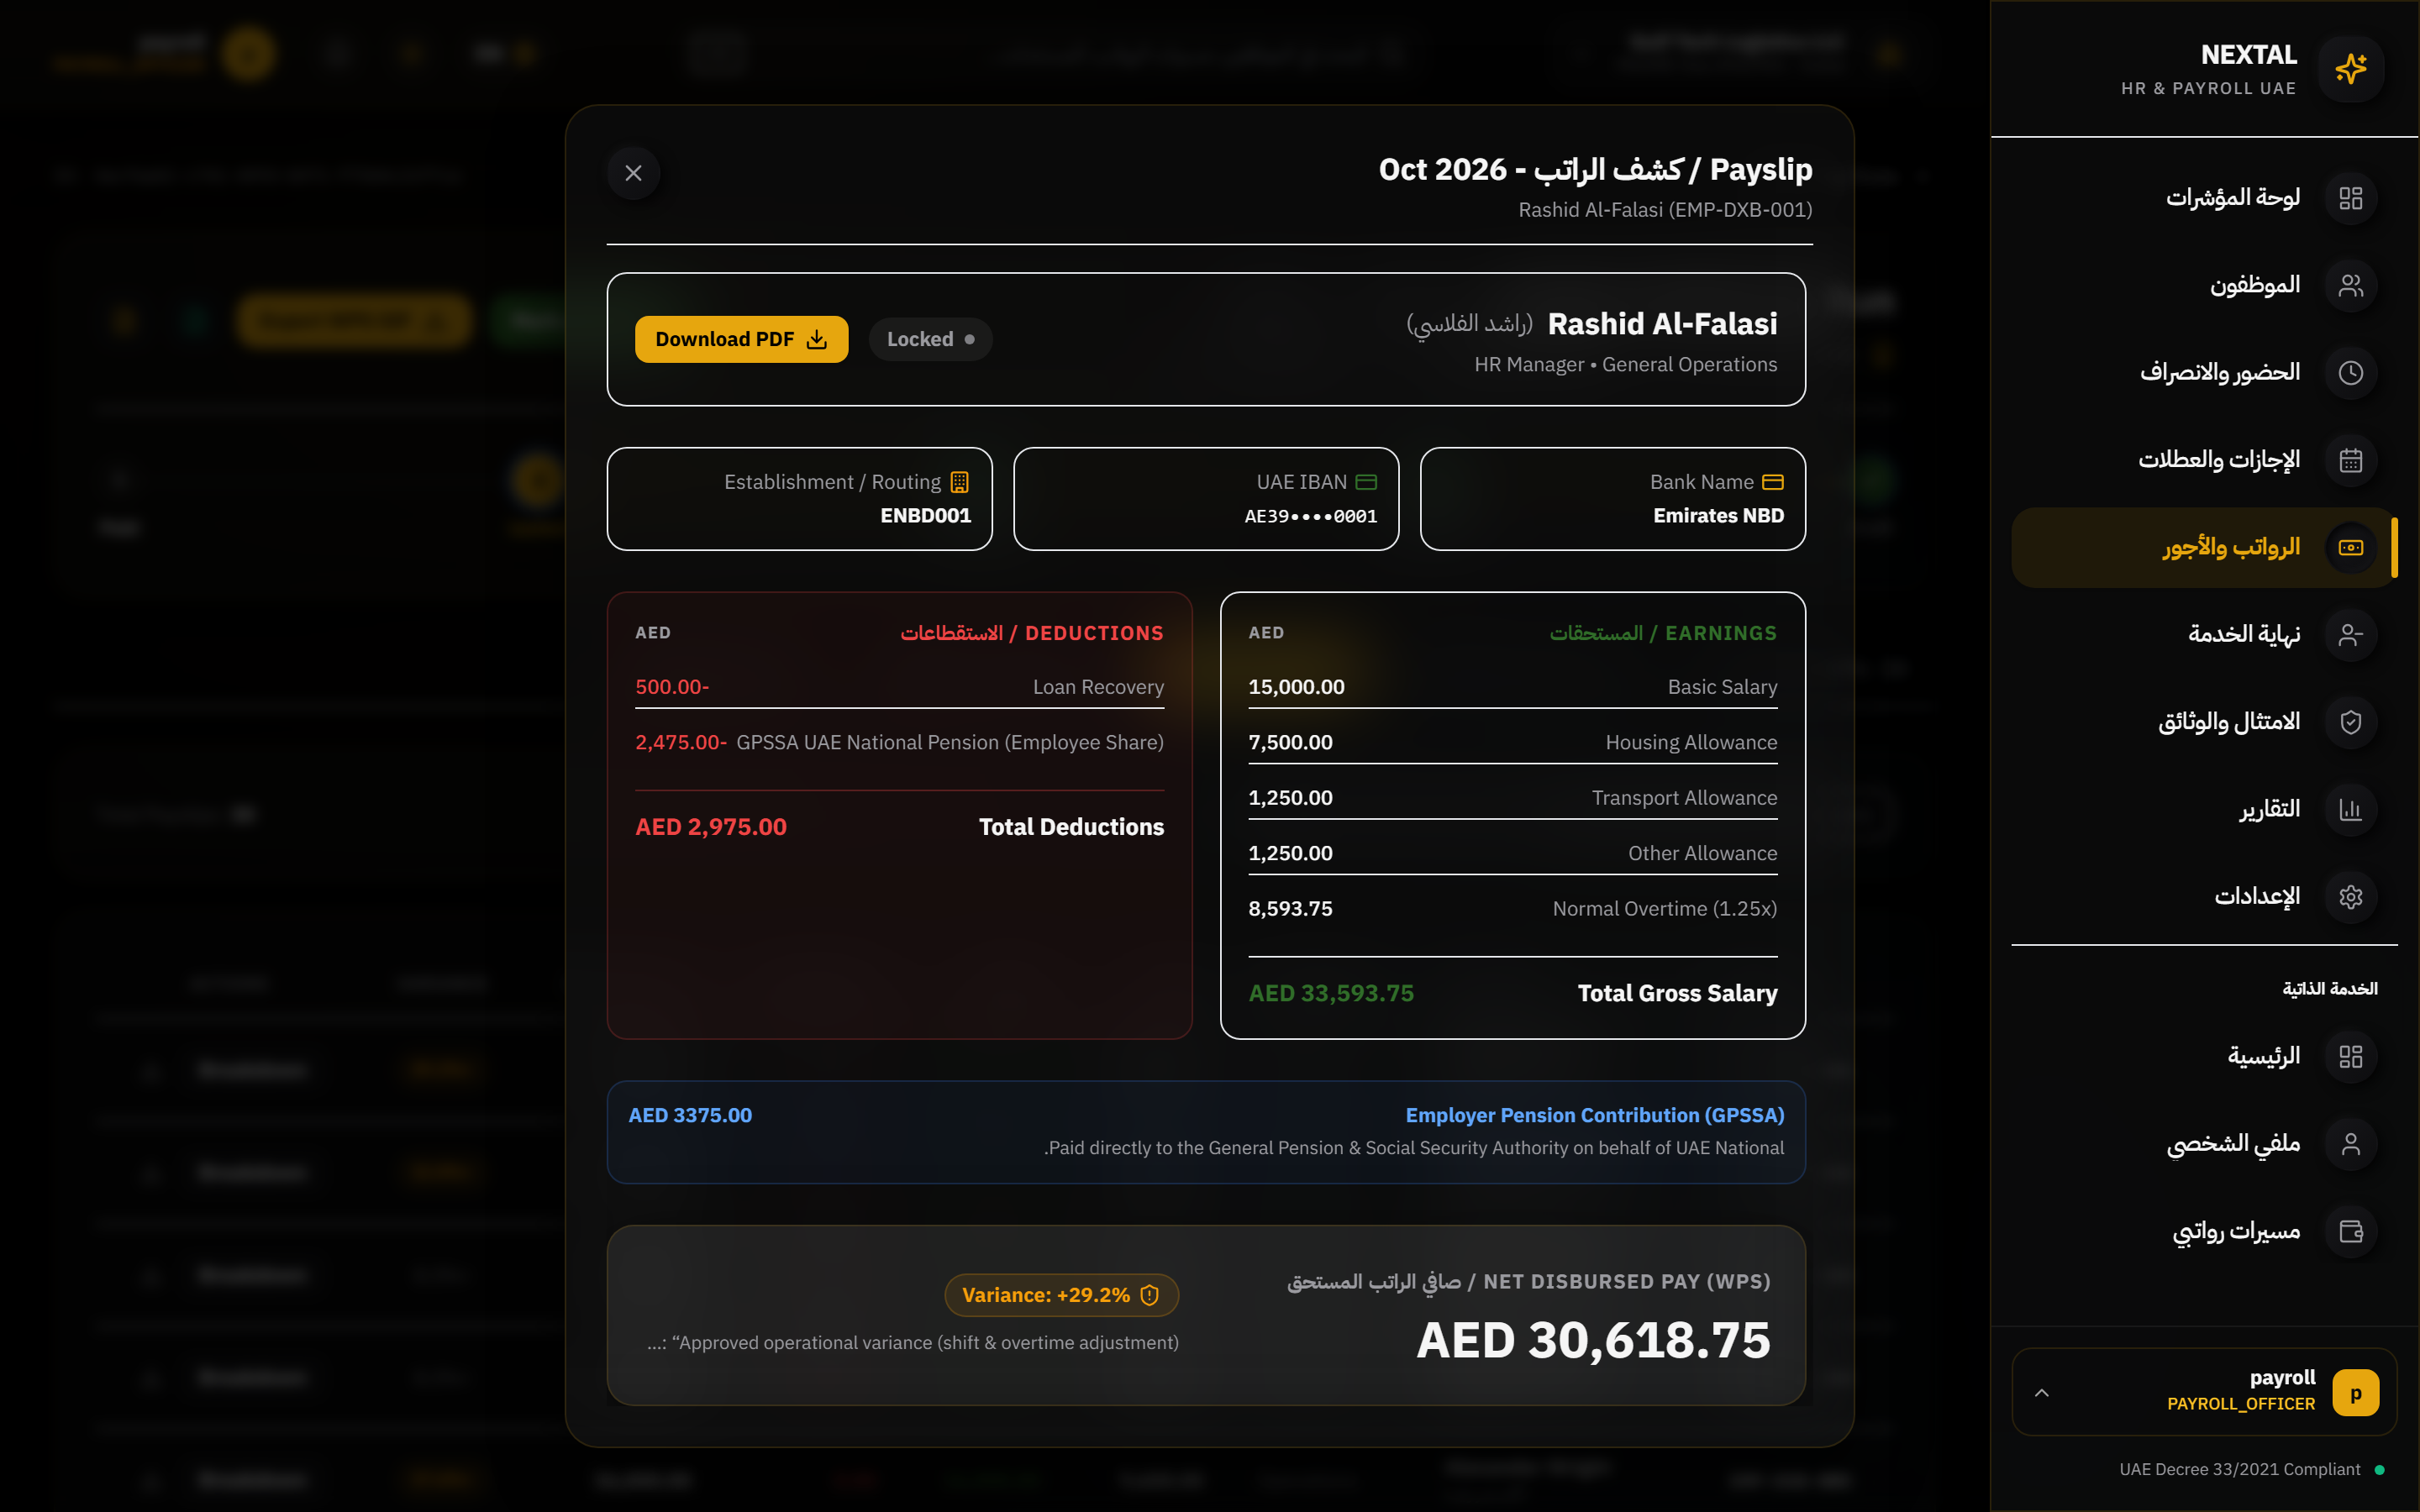 NEXTAL
HR & PAYROLL UAE
لوحة المؤشرات
الموظفون
الحضور والانصراف
الإجازات والعطلات
الرواتب والأجور
نهاية الخدمة
الامتثال والوثائق
التقارير
الإعدادات
الخدمة الذاتية
الرئيسية
ملفي الشخصي
مسيرات رواتبي
p
payroll
PAYROLL_OFFICER
UAE Decree 33/2021 Compliant
Oct 2026 - كشف الراتب / Payslip
Rashid Al-Falasi (EMP-DXB-001)
Rashid Al-Falasi (راشد الفلاسي)
HR Manager • General Operations
Locked
Download PDF
Bank Name
Emirates NBD
UAE IBAN
AE39••••0001
Establishment / Routing
ENBD001
EARNINGS / المستحقات AED
Basic Salary 15,000.00
Housing Allowance 7,500.00
Transport Allowance 1,250.00
Other Allowance 1,250.00
Normal Overtime (1.25x) 8,593.75
Total Gross Salary AED 33,593.75
DEDUCTIONS / الاستقطاعات AED
Loan Recovery 500.00-
GPSSA UAE National Pension (Employee Share) 2,475.00-
Total Deductions AED 2,975.00
Employer Pension Contribution (GPSSA) AED 3375.00
.Paid directly to the General Pension & Social Security Authority on behalf of UAE National
NET DISBURSED PAY (WPS) / صافي الراتب المستحق
AED 30,618.75
Variance: +29.2%
...: “Approved operational variance (shift & overtime adjustment)